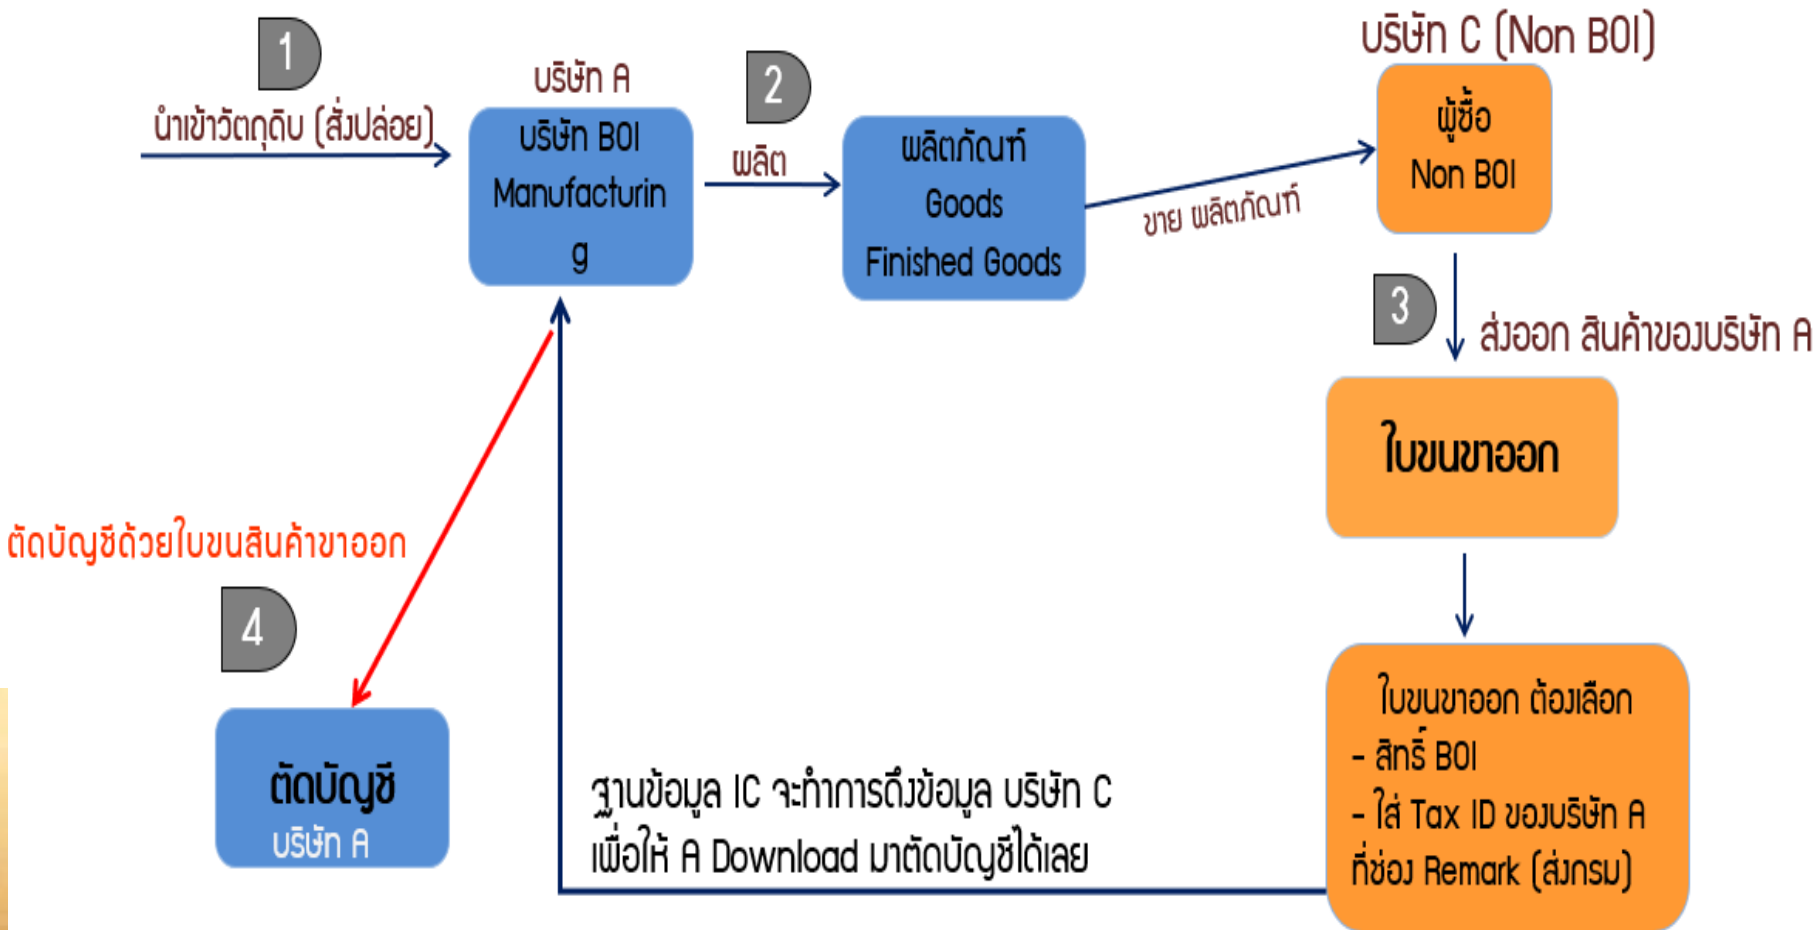 1
นำเข้าวัตถุดิบ (สั่งปล่อย)
บริษัท A
บริษัท BOI
Manufacturin
g
2
ผลิต
ผลิตภัณฑ์
Goods
Finished Goods
ขาย ผลิตภัณฑ์
บริษัท C (Non BOI)
ผู้ซื้อ
Non BOI
3
ส่งออก สินค้าของบริษัท A
ใบขนขาออก
ใบขนขาออก ต้องเลือก
- สิทธิ์ BOI
- ใส่ Tax ID ของบริษัท A
ที่ช่อง Remark (ส่งกรม)
ฐานข้อมูล IC จะทำการดึงข้อมูล บริษัท C
เพื่อให้ A Download มาตัดบัญชีได้เลย
ตัดบัญชีด้วยใบขนสินค้าขาออก
4
ตัดบัญชี
บริษัท A